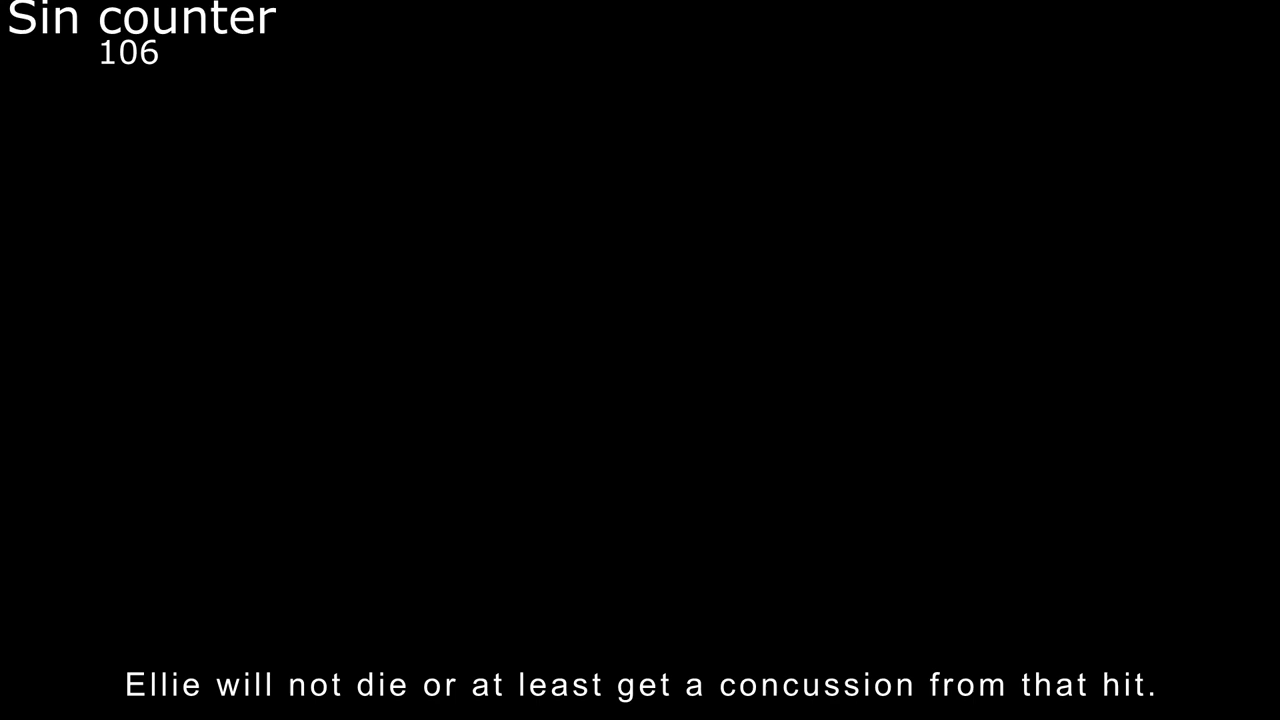 Sin counter
106
Ellie will not die or at least get a concussion from that hit.